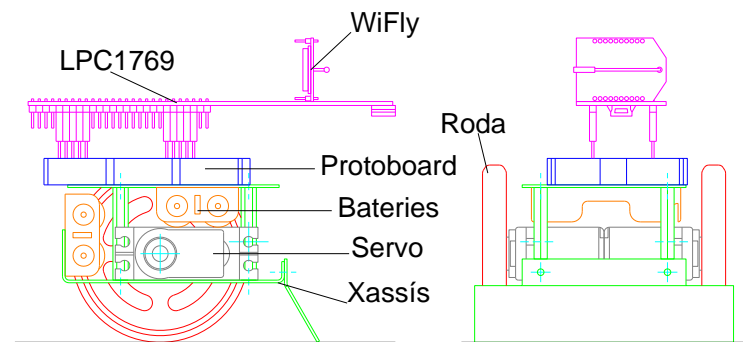 WiFly
LPC1769
Roda
Protoboard
Bateries
Servo
Xassís